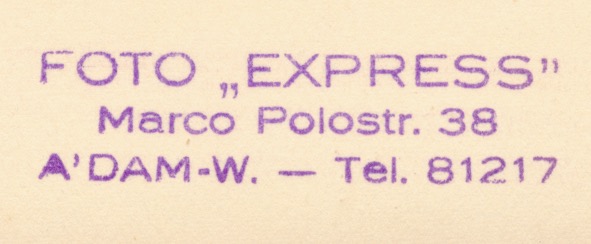 FOTO „EXPRESS”
Marco Polostr. 38
A'DAM-W. — Tel. 81217